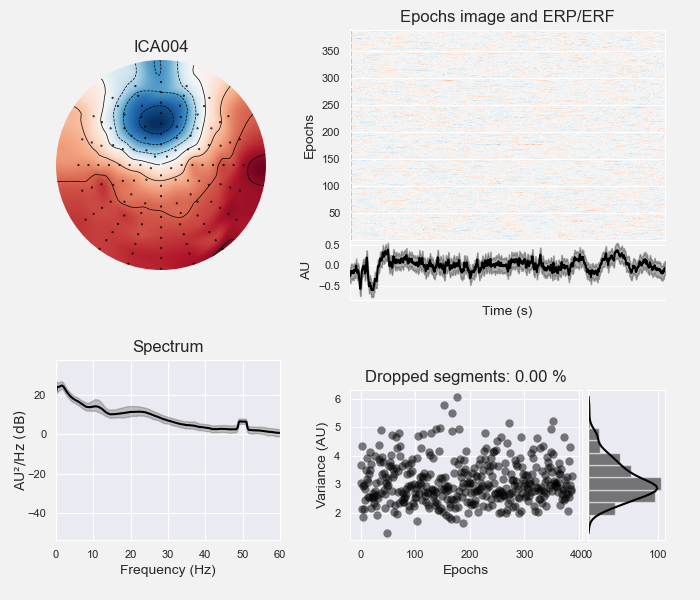 ICA004
Epochs image and ERP/ERF
350
300
250
200
150
100
50
Epochs
0.5
0.0
−0.5
AU
Time (s)
Spectrum
20
0
−20
−40
AU²/Hz (dB)
0 10 20 30 40 50 60
Frequency (Hz)
Dropped segments: 0.00 %
6
5
4
3
2
Variance (AU)
0 100 200 300 400
Epochs
0 100